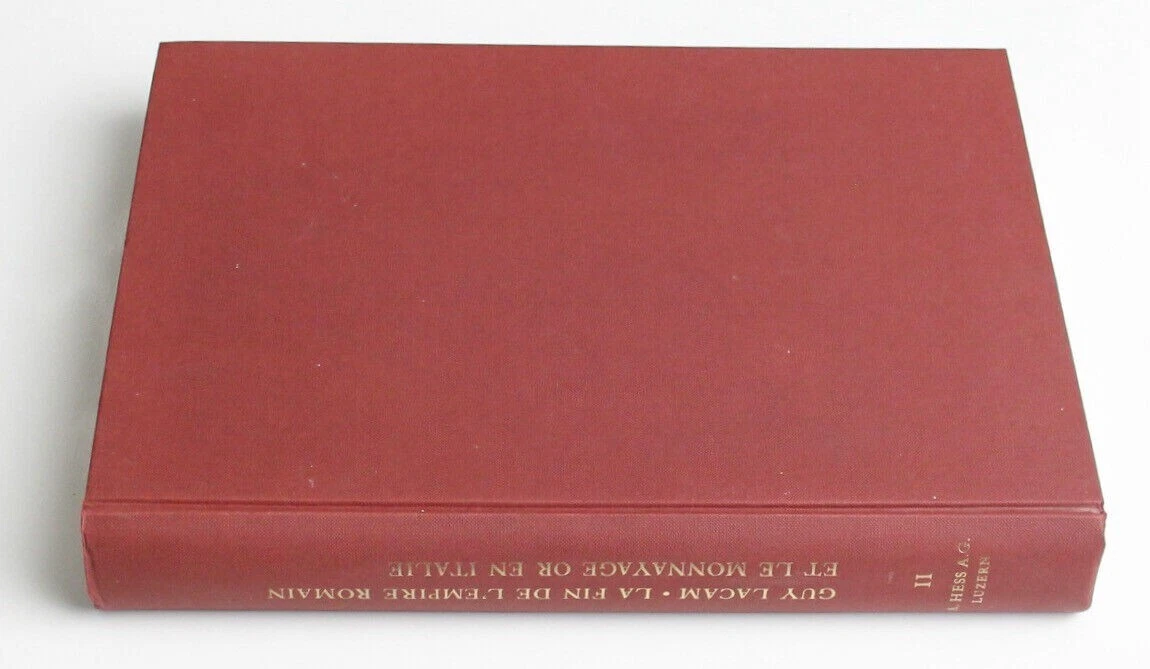 GUY LACAM • LA FIN DE L'EMPIRE ROMAIN
ET LE MONNAYAGE OR EN ITALIE
II
A. HESS A.G.
LUZERN